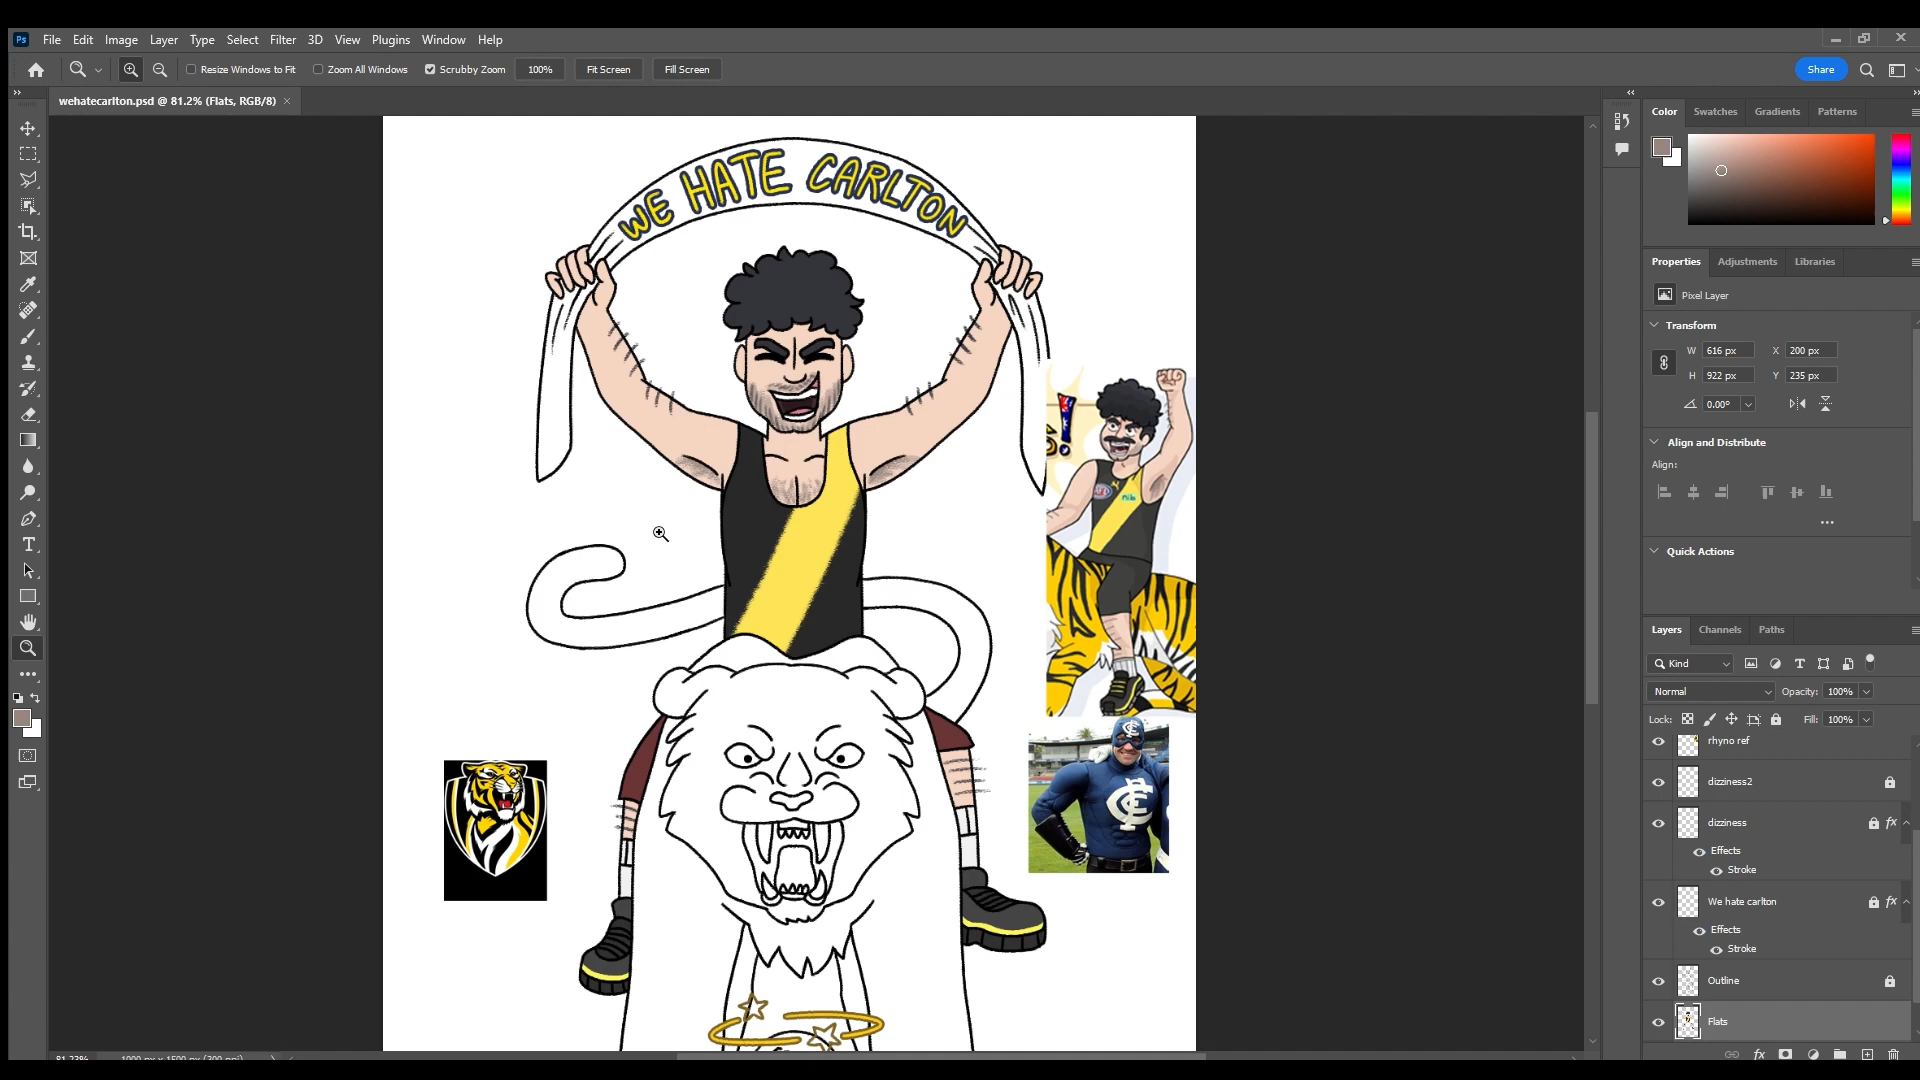 Ps File Edit Image Layer Type Select Filter 3D View Plugins Window Help
Resize Windows to Fit Zoom All Windows Scrubby Zoom 100% Fit Screen Fill Screen Share
wehatecarlton.psd @ 81.2% (Flats, RGB/8) ×
Color Swatches Gradients Patterns
WE HATE CARLTON
Properties Adjustments Libraries
Pixel Layer
Transform
W 616 px X 200 px
H 922 px Y 235 px
0.00°
Align and Distribute
Align:
Quick Actions
Layers Channels Paths
Kind
Normal Opacity: 100%
Lock: Fill: 100%
rhyno ref
dizziness2
dizziness fx
Effects
Stroke
We hate carlton fx
Effects
Stroke
Outline
Flats
81.23% 1000 px x 1500 px (300 ppi)
fx